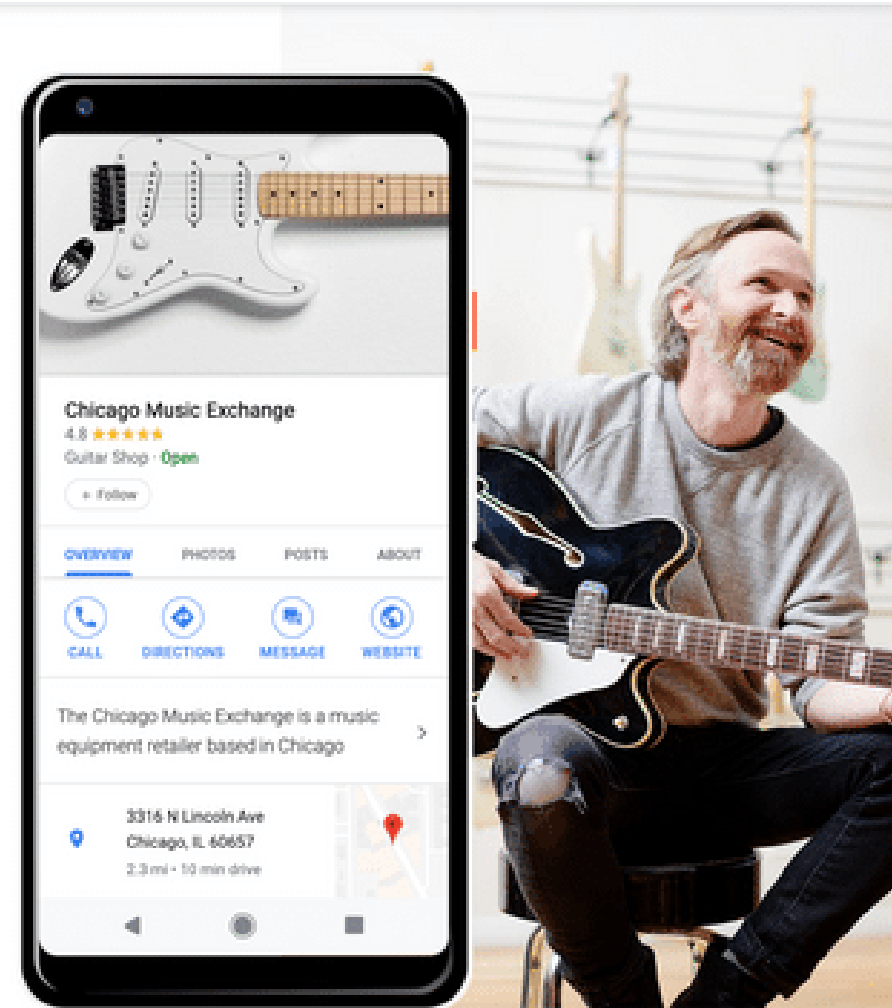 Chicago Music Exchange
4.8
Guitar Shop · Open
+ Follow
OVERVIEW PHOTOS POSTS ABOUT
CALL DIRECTIONS MESSAGE WEBSITE
The Chicago Music Exchange is a music
equipment retailer based in Chicago
3316 N Lincoln Ave
Chicago, IL 60657
2.3 mi • 10 min drive